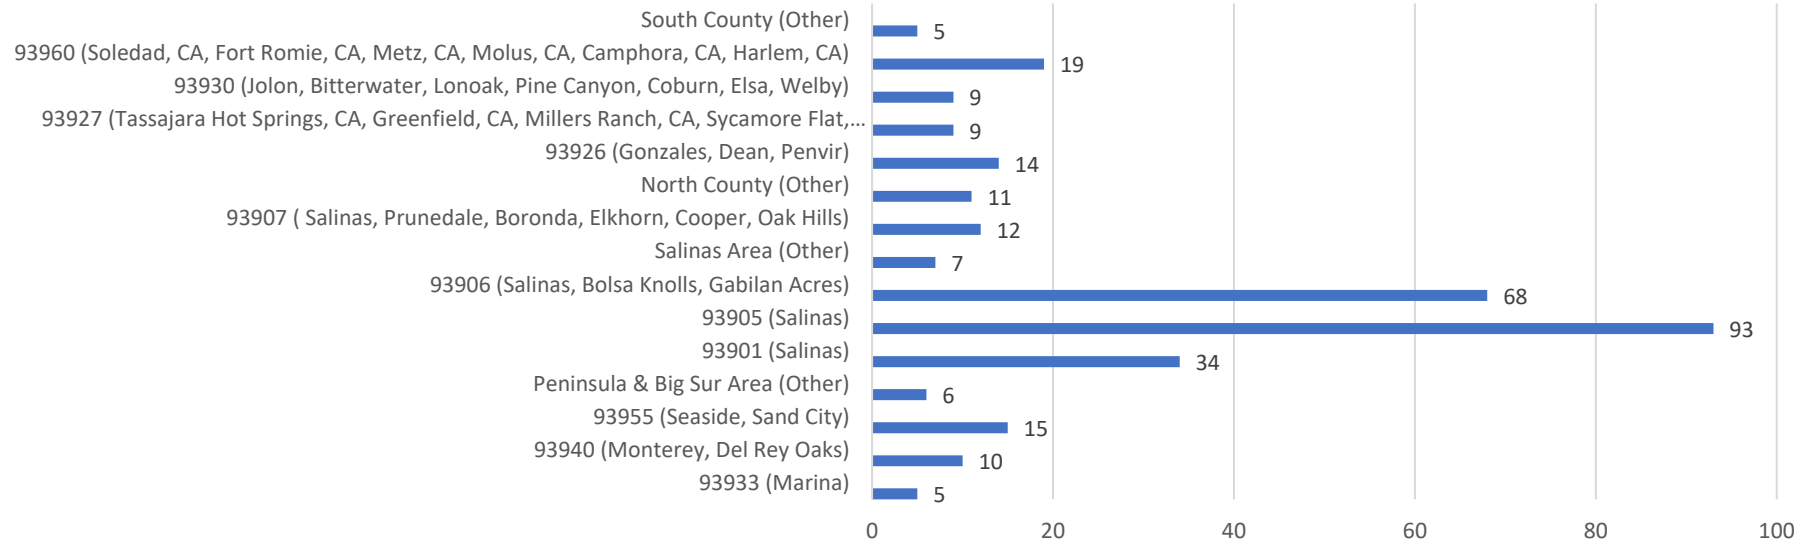 South County (Other)
5
93960 (Soledad, CA, Fort Romie, CA, Metz, CA, Molus, CA, Camphora, CA, Harlem, CA)
19
93930 (Jolon, Bitterwater, Lonoak, Pine Canyon, Coburn, Elsa, Welby)
9
93927 (Tassajara Hot Springs, CA, Greenfield, CA, Millers Ranch, CA, Sycamore Flat,...
9
93926 (Gonzales, Dean, Penvir)
14
North County (Other)
11
93907 ( Salinas, Prunedale, Boronda, Elkhorn, Cooper, Oak Hills)
12
Salinas Area (Other)
7
93906 (Salinas, Bolsa Knolls, Gabilan Acres)
68
93905 (Salinas)
93
93901 (Salinas)
34
Peninsula & Big Sur Area (Other)
6
93955 (Seaside, Sand City)
15
93940 (Monterey, Del Rey Oaks)
10
93933 (Marina)
5
0 20 40 60 80 100